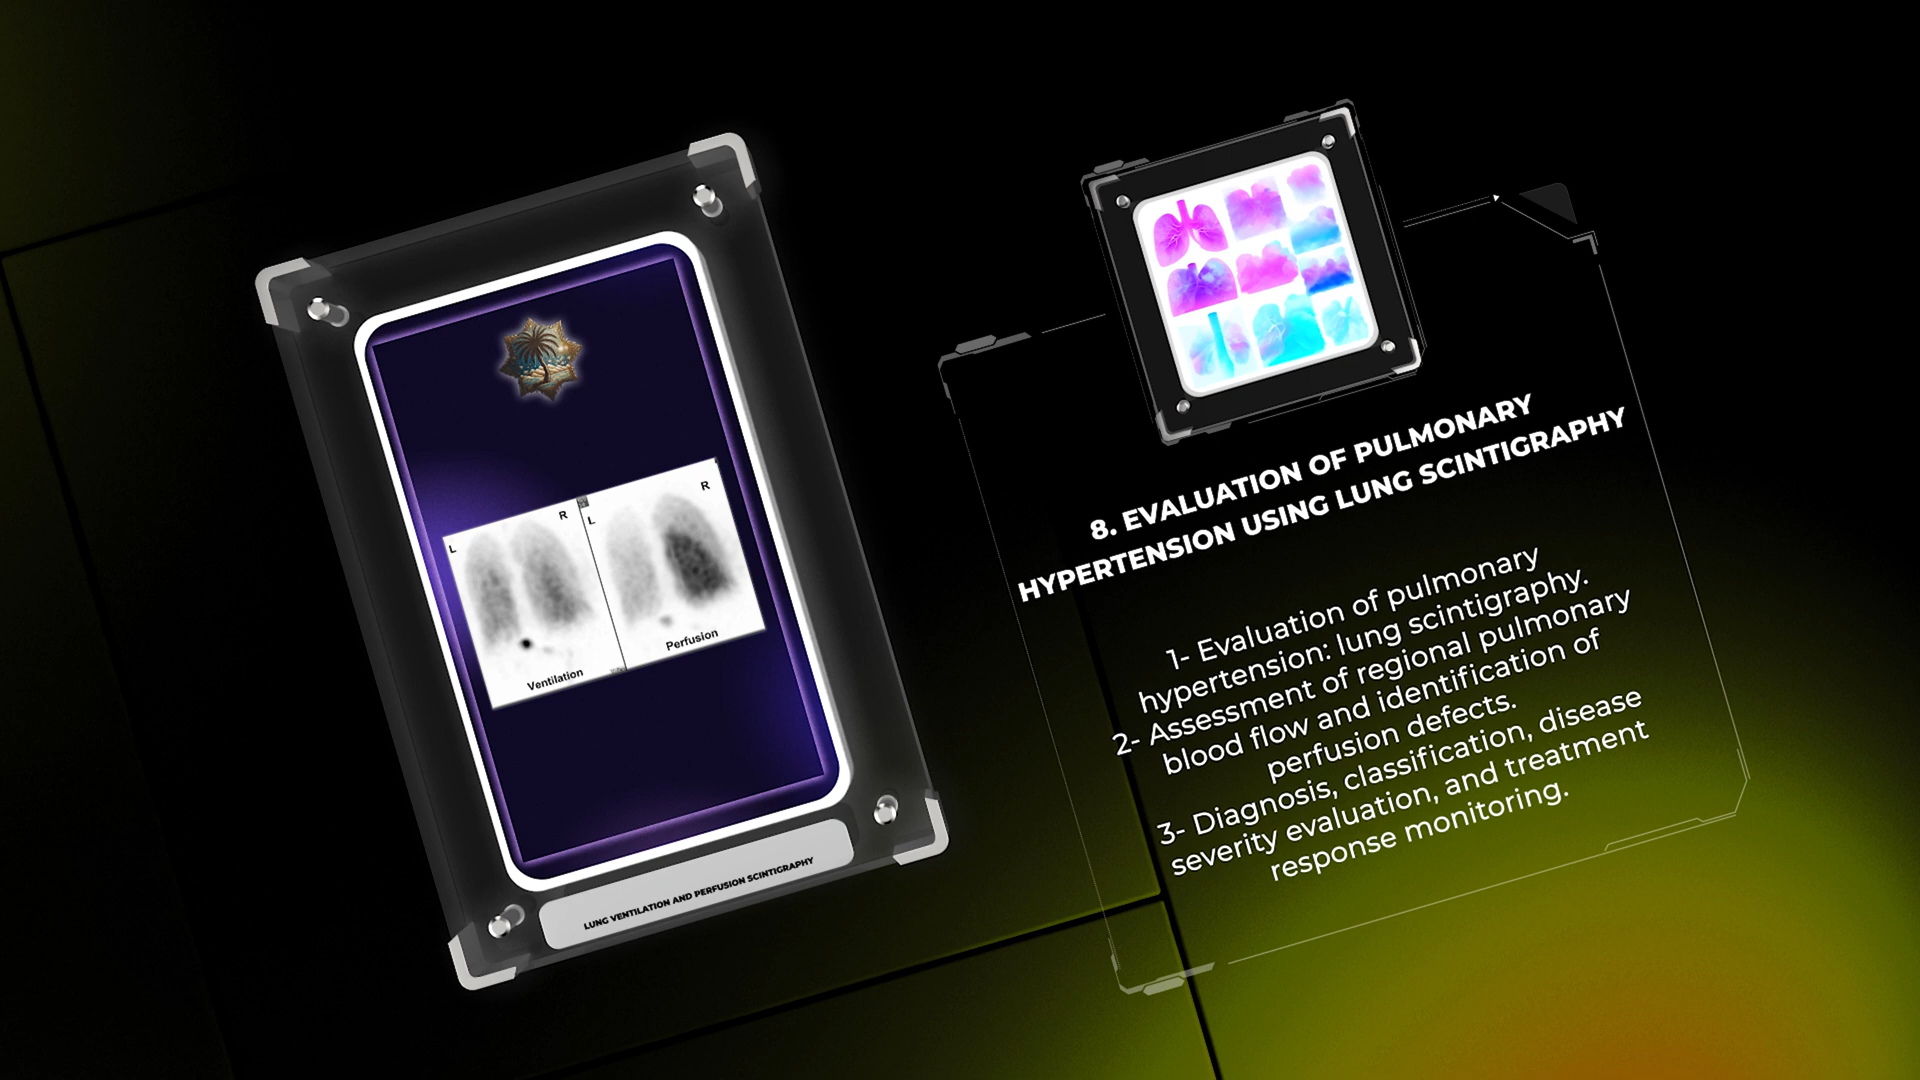 L
R
L
R
Ventilation
Perfusion
LUNG VENTILATION AND PERFUSION SCINTIGRAPHY
8. EVALUATION OF PULMONARY
HYPERTENSION USING LUNG SCINTIGRAPHY
1- Evaluation of pulmonary
hypertension: lung scintigraphy.
2- Assessment of regional pulmonary
blood flow and identification of
perfusion defects.
3- Diagnosis, classification, disease
severity evaluation, and treatment
response monitoring.